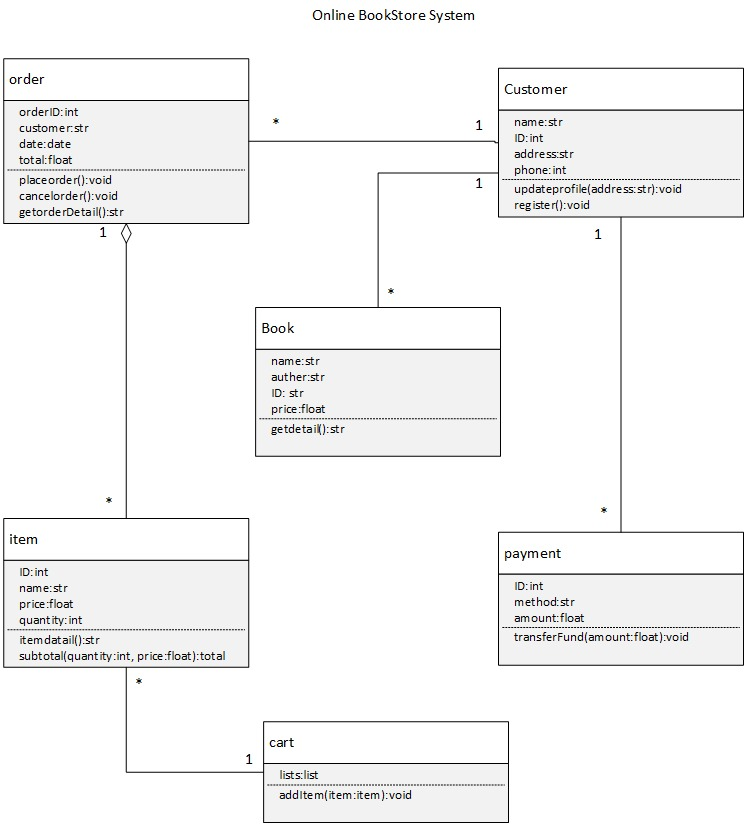 Online BookStore System
order
orderID:int
customer:str
date:date
total:float
placeorder():void
cancelorder():void
getorderDetail():str
*
1
Customer
name:str
ID:int
address:str
phone:int
updateprofile(address:str):void
register():void
1
1
1
*
Book
name:str
auther:str
ID: str
price:float
getdetail():str
*
*
item
ID:int
name:str
price:float
quantity:int
itemdatail():str
subtotal(quantity:int, price:float):total
payment
ID:int
method:str
amount:float
transferFund(amount:float):void
*
1
cart
lists:list
addItem(item:item):void